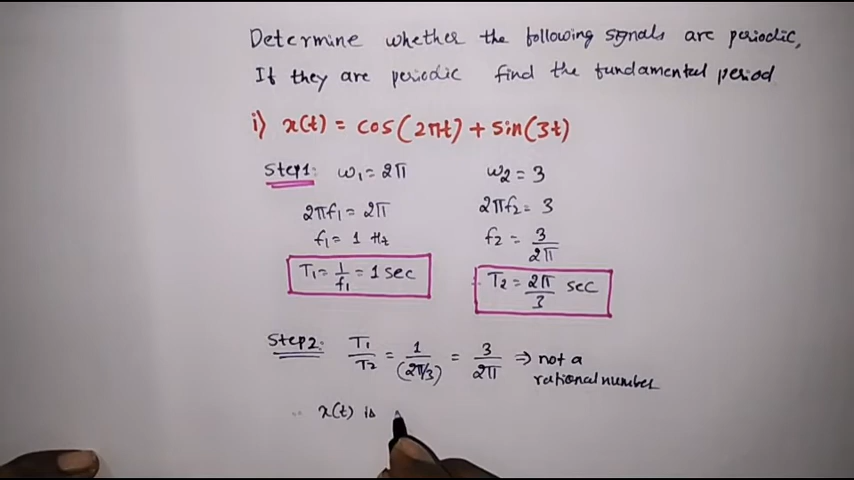 Determine whether the following signals are periodic,
If they are periodic find the fundamental period
i) x(t) = cos(2πt) + sin(3t)
Step1: ω₁ = 2π ω₂ = 3
2πf₁ = 2π 2πf₂ = 3
f₁ = 1 Hz f₂ = 3/2π
T₁ = 1/f₁ = 1 sec T₂ = 2π/3 sec
Step2: T₁/T₂ = 1/(2π/3) = 3/2π ⇒ not a
rational number
∴ x(t) is